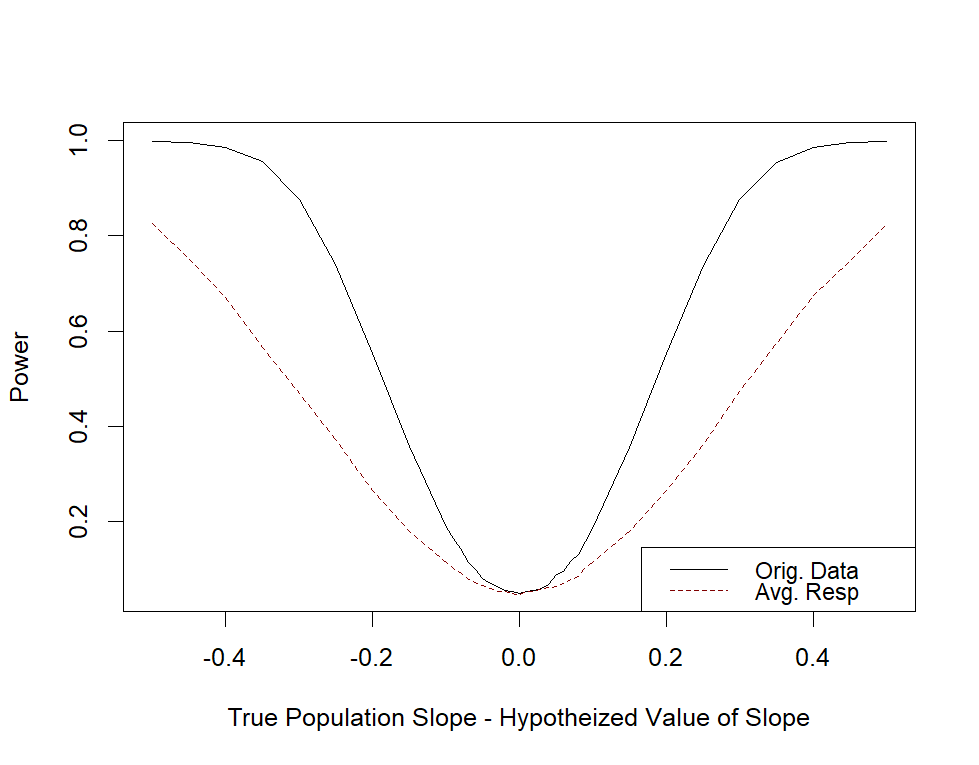 1.0
0.8
0.6
0.4
0.2
Power
Orig. Data
Avg. Resp
-0.4 -0.2 0.0 0.2 0.4
True Population Slope - Hypotheized Value of Slope